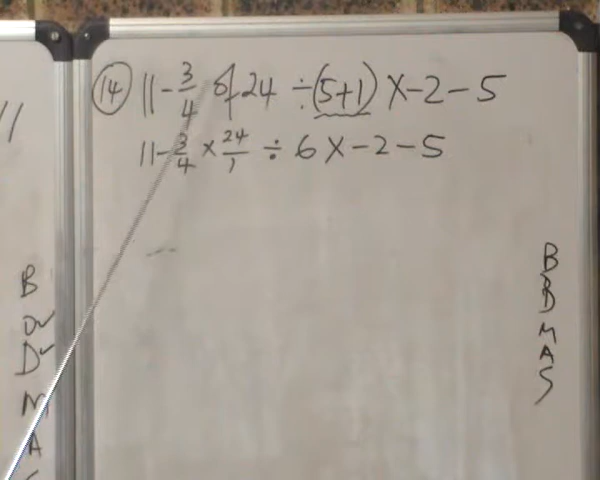 //
B
O✓
D✓
M
A
(14) 11 - 3/4 of 24 ÷ (5+1) X -2 - 5
11 - 3/4 × 24/1 ÷ 6 X -2 - 5
B
D
M
A
S